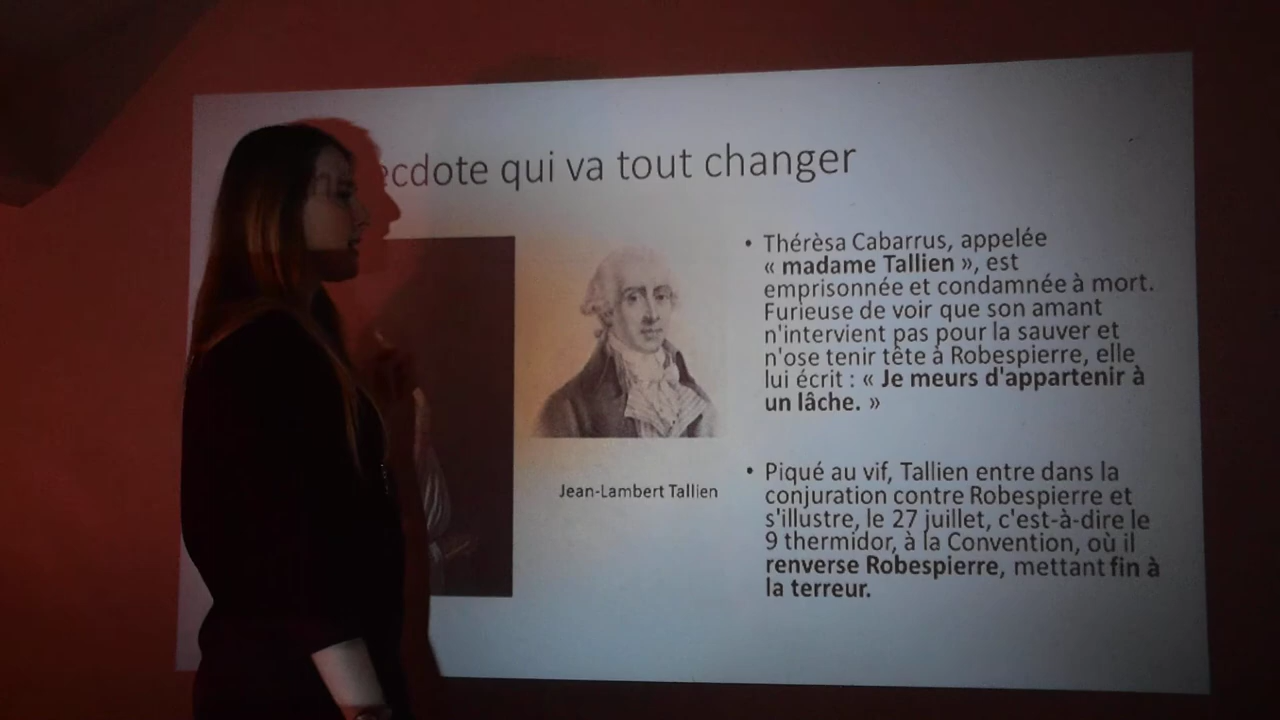 ecdote qui va tout changer
Jean-Lambert Tallien
• Thérèsa Cabarrus, appelée
« madame Tallien », est
emprisonnée et condamnée à mort.
Furieuse de voir que son amant
n'intervient pas pour la sauver et
n'ose tenir tête à Robespierre, elle
lui écrit : « Je meurs d'appartenir à
un lâche. »
• Piqué au vif, Tallien entre dans la
conjuration contre Robespierre et
s'illustre, le 27 juillet, c'est-à-dire le
9 thermidor, à la Convention, où il
renverse Robespierre, mettant fin à
la terreur.